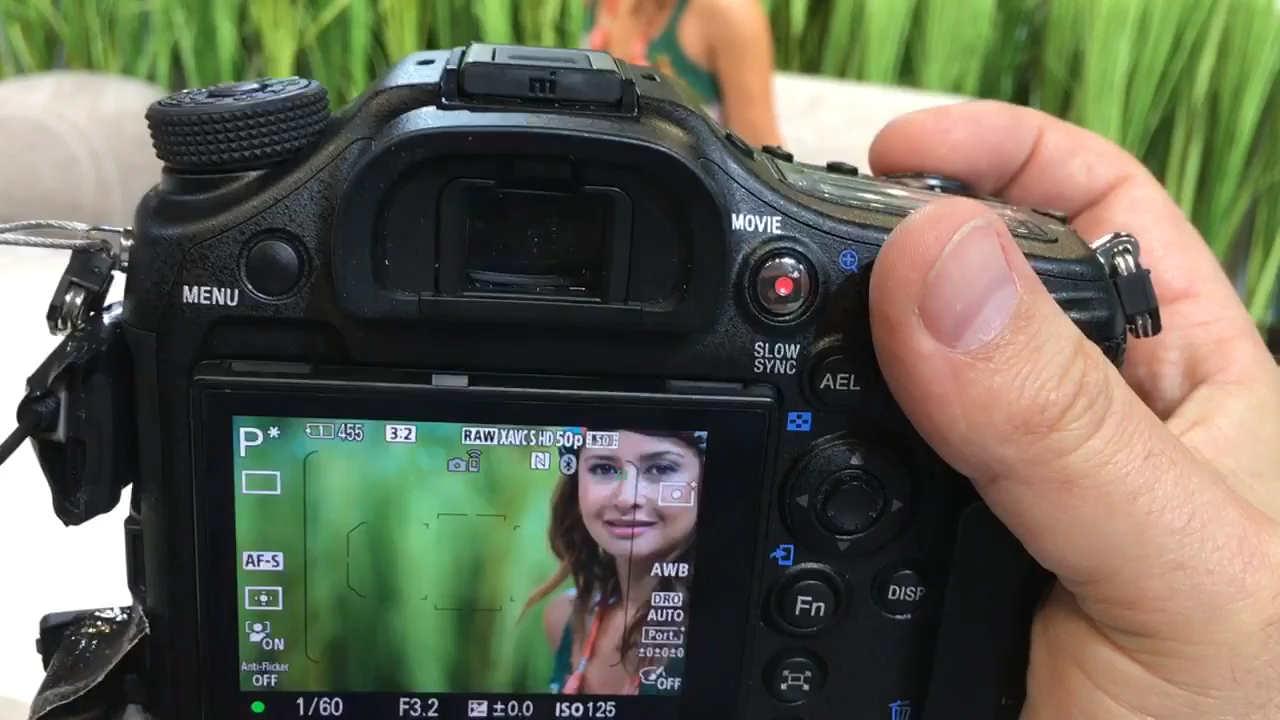 MOVIE
MENU
SLOW
SYNC
AEL
P* 455 3:2 RAW XAVC S HD 50p 50
N
AF-S
AWB
DRO
AUTO
ON
Port.
±0±0±0
Anti-Flicker
OFF
OFF
1/60 F3.2 ±0.0 ISO 125
Fn
DISP